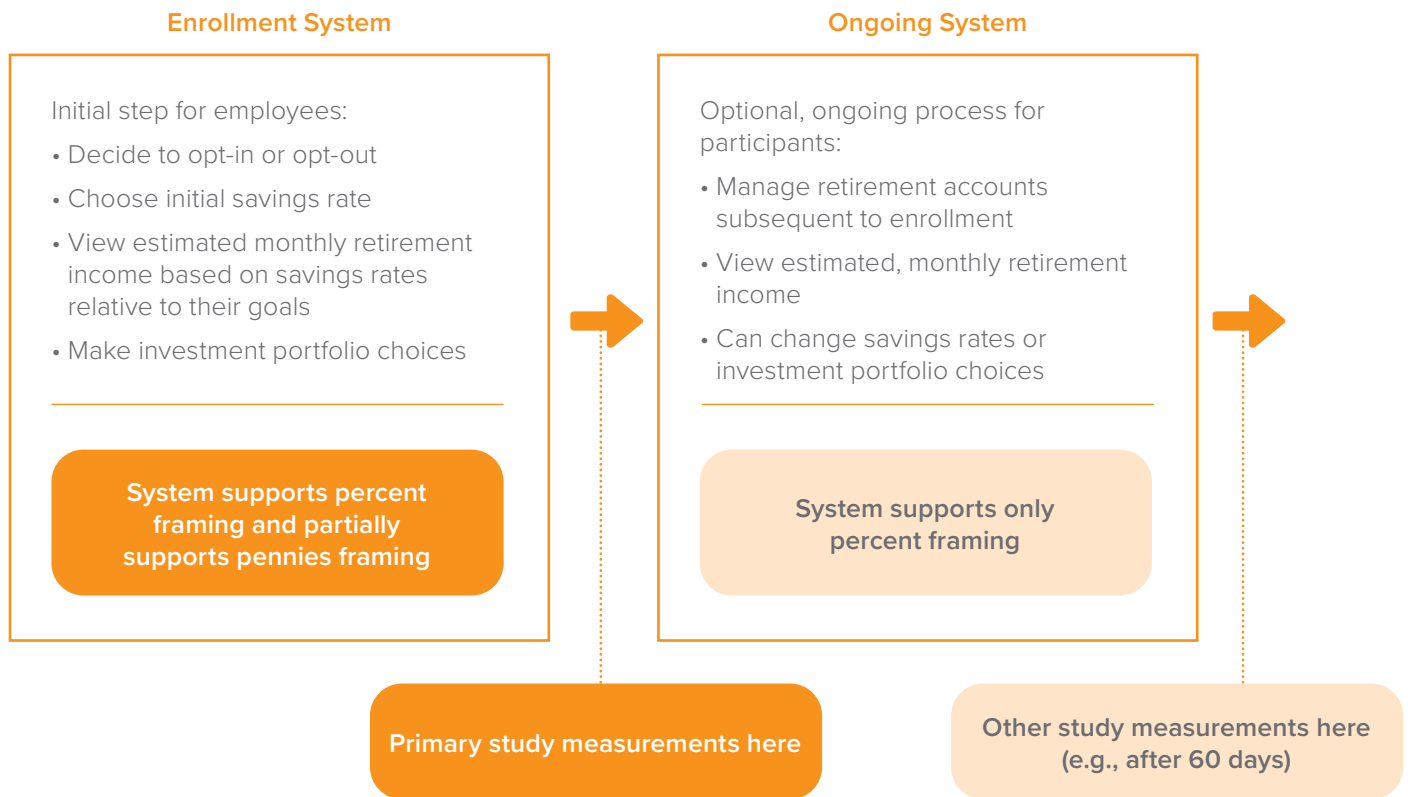 Enrollment System
Initial step for employees:
• Decide to opt-in or opt-out
• Choose initial savings rate
• View estimated monthly retirement
income based on savings rates
relative to their goals
• Make investment portfolio choices
System supports percent
framing and partially
supports pennies framing
Primary study measurements here
Ongoing System
Optional, ongoing process for
participants:
• Manage retirement accounts
subsequent to enrollment
• View estimated, monthly retirement
income
• Can change savings rates or
investment portfolio choices
System supports only
percent framing
Other study measurements here
(e.g., after 60 days)